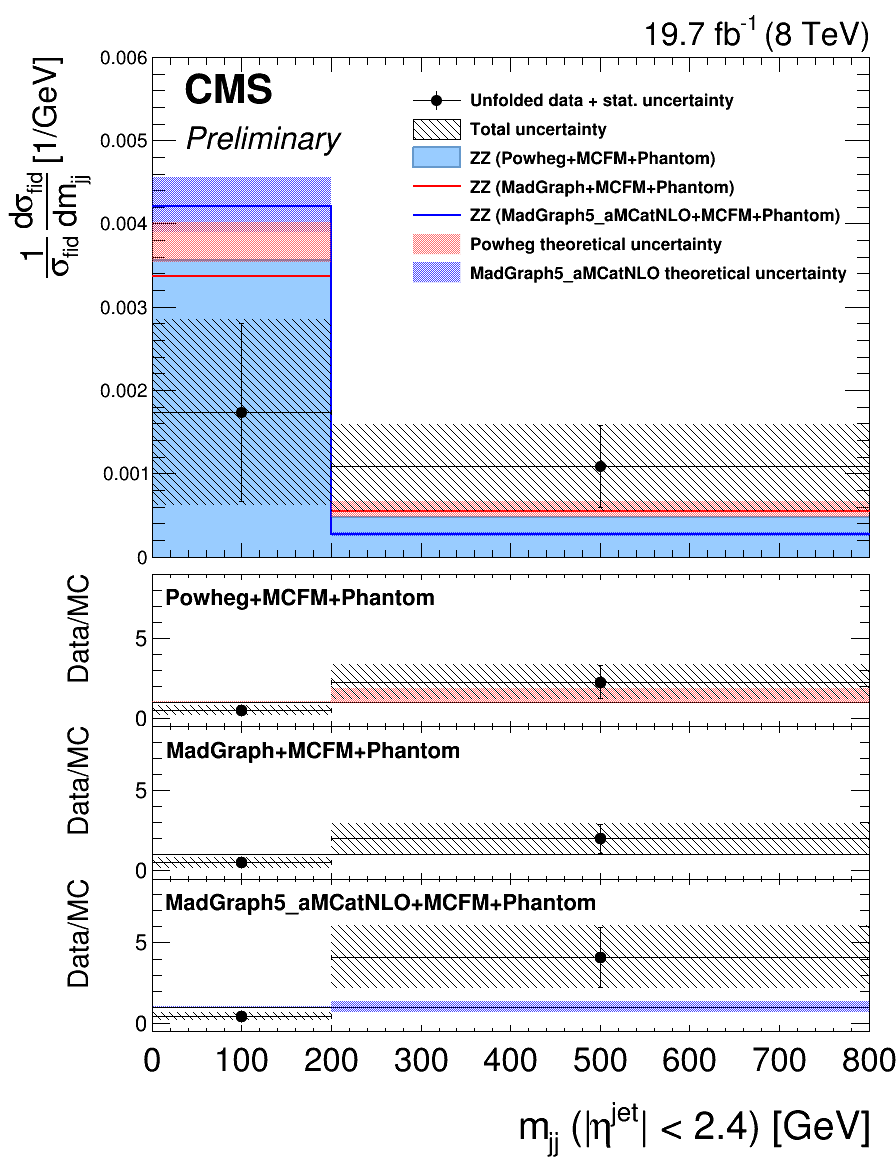 19.7 fb-1 (8 TeV)
CMS
Preliminary
1/σfid dσfid/dmjj [1/GeV]
0.006
0.005
0.004
0.003
0.002
0.001
0
Unfolded data + stat. uncertainty
Total uncertainty
ZZ (Powheg+MCFM+Phantom)
ZZ (MadGraph+MCFM+Phantom)
ZZ (MadGraph5_aMCatNLO+MCFM+Phantom)
Powheg theoretical uncertainty
MadGraph5_aMCatNLO theoretical uncertainty
Data/MC
Powheg+MCFM+Phantom
5
0
Data/MC
MadGraph+MCFM+Phantom
5
0
Data/MC
MadGraph5_aMCatNLO+MCFM+Phantom
5
0
0 100 200 300 400 500 600 700 800
mjj (|ηjet| < 2.4) [GeV]